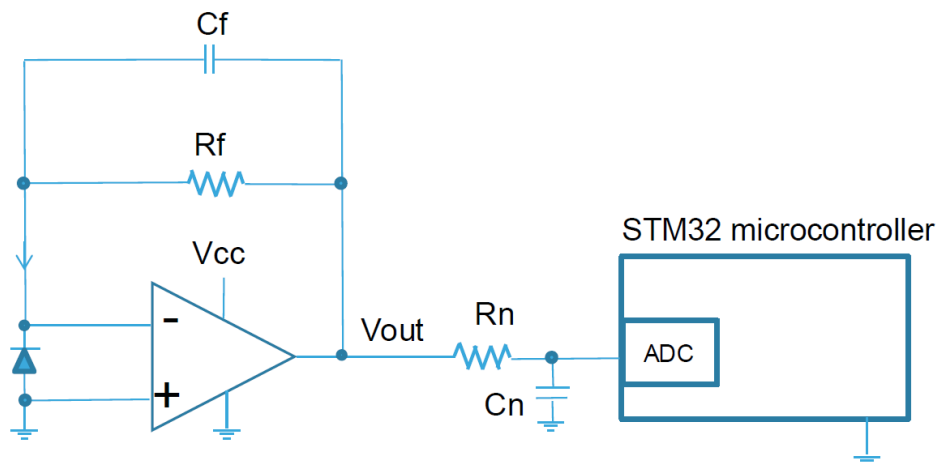 Cf
Rf
STM32 microcontroller
Vcc
-
Vout
Rn
ADC
+
Cn